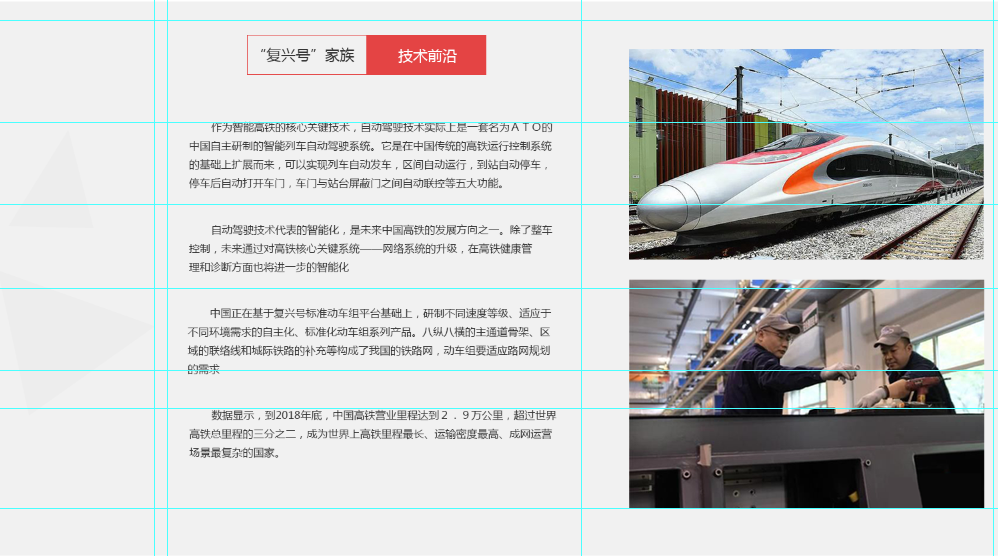 “复兴号”家族 技术前沿
作为智能高铁的核心关键技术，自动驾驶技术实际上是一套名为ＡＴＯ的
中国自主研制的智能列车自动驾驶系统。它是在中国传统的高铁运行控制系统
的基础上扩展而来，可以实现列车自动发车，区间自动运行，到站自动停车，
停车后自动打开车门，车门与站台屏蔽门之间自动联控等五大功能。
自动驾驶技术代表的智能化，是未来中国高铁的发展方向之一。除了整车
控制，未来通过对高铁核心关键系统——网络系统的升级，在高铁健康管
理和诊断方面也将进一步的智能化
中国正在基于复兴号标准动车组平台基础上，研制不同速度等级、适应于
不同环境需求的自主化、标准化动车组系列产品。八纵八横的主通道骨架、区
域的联络线和城际铁路的补充等构成了我国的铁路网，动车组要适应路网规划
的需求
数据显示，到2018年底，中国高铁营业里程达到２．９万公里，超过世界
高铁总里程的三分之二，成为世界上高铁里程最长、运输密度最高、成网运营
场景最复杂的国家。